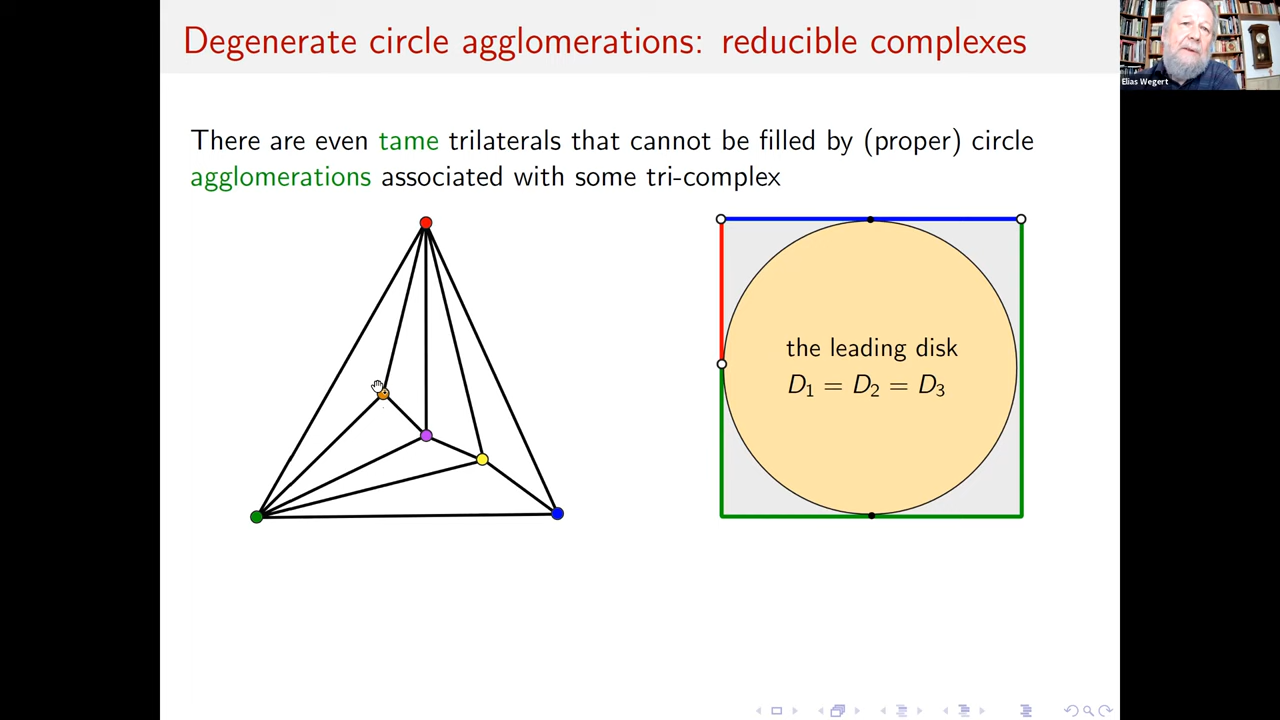 Degenerate circle agglomerations: reducible complexes
Elias Wegert
There are even tame trilaterals that cannot be filled by (proper) circle
agglomerations associated with some tri-complex
the leading disk
D₁ = D₂ = D₃